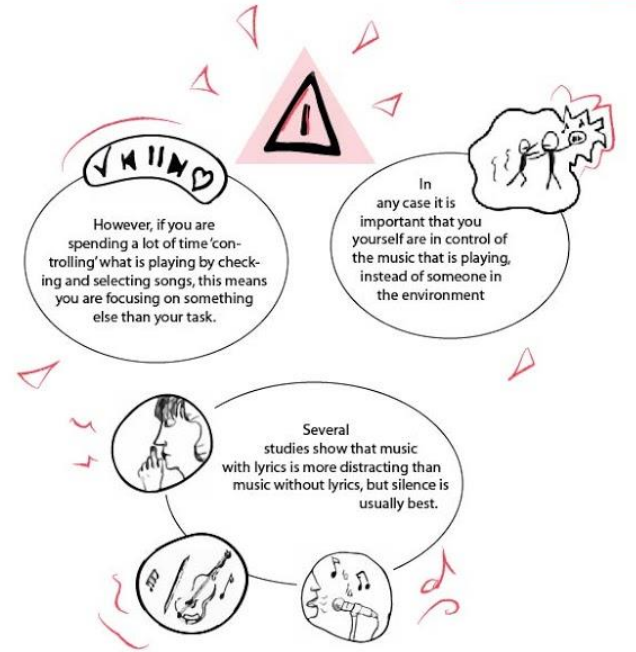 However, if you are
spending a lot of time 'con-
trolling' what is playing by check-
ing and selecting songs, this means
you are focusing on something
else than your task.
In
any case it is
important that you
yourself are in control of
the music that is playing,
instead of someone in
the environment
Several
studies show that music
with lyrics is more distracting than
music without lyrics, but silence is
usually best.